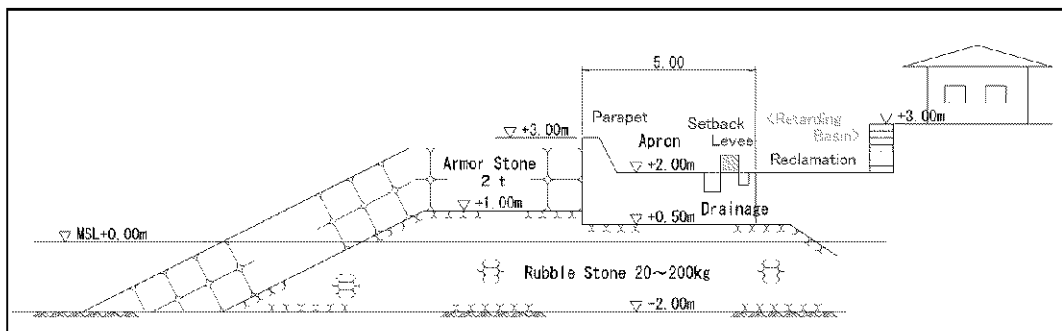 5.00
Parapet
Setback
Levee
<Retarding
Basin>
+3.00m
+3.00m
Apron
Armor Stone
2 t
+2.00m
Reclamation
+1.00m
Drainage
+0.50m
MSL+0.00m
Rubble Stone 20~200kg
-2.00m